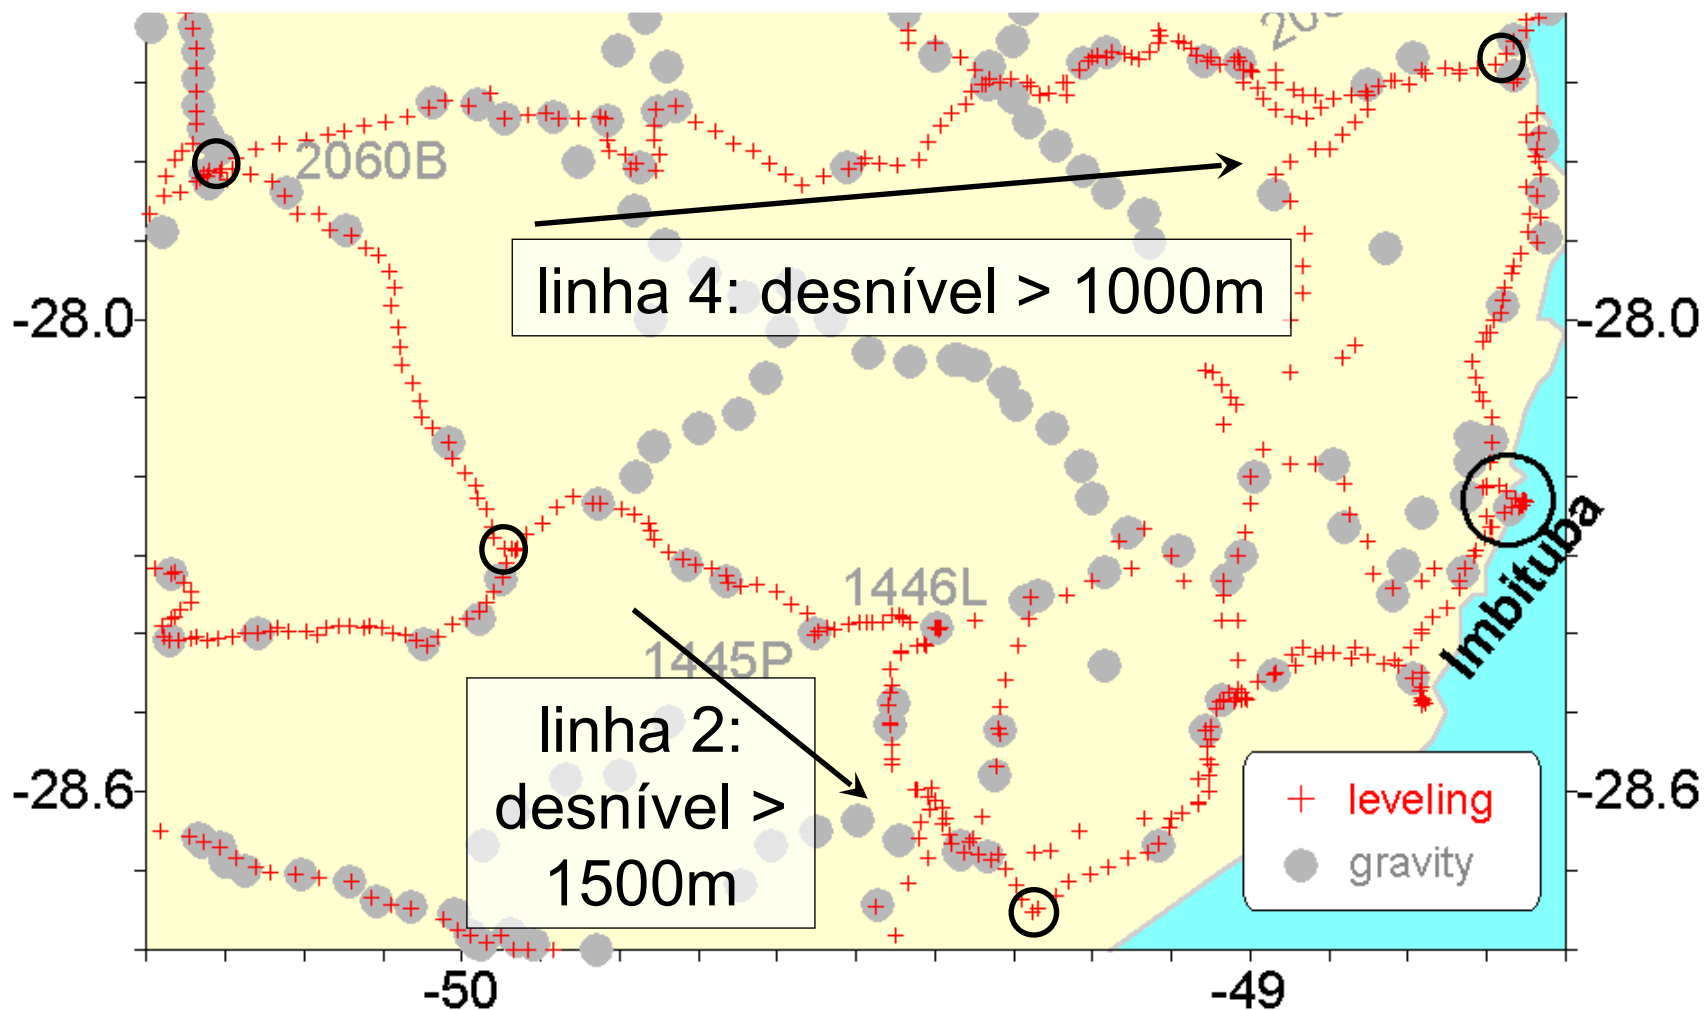 2060B
linha 4: desnível > 1000m
-28.0
-28.0
Imbituba
1446L
1445P
linha 2:
desnível >
1500m
-28.6
-28.6
leveling
gravity
-50
-49